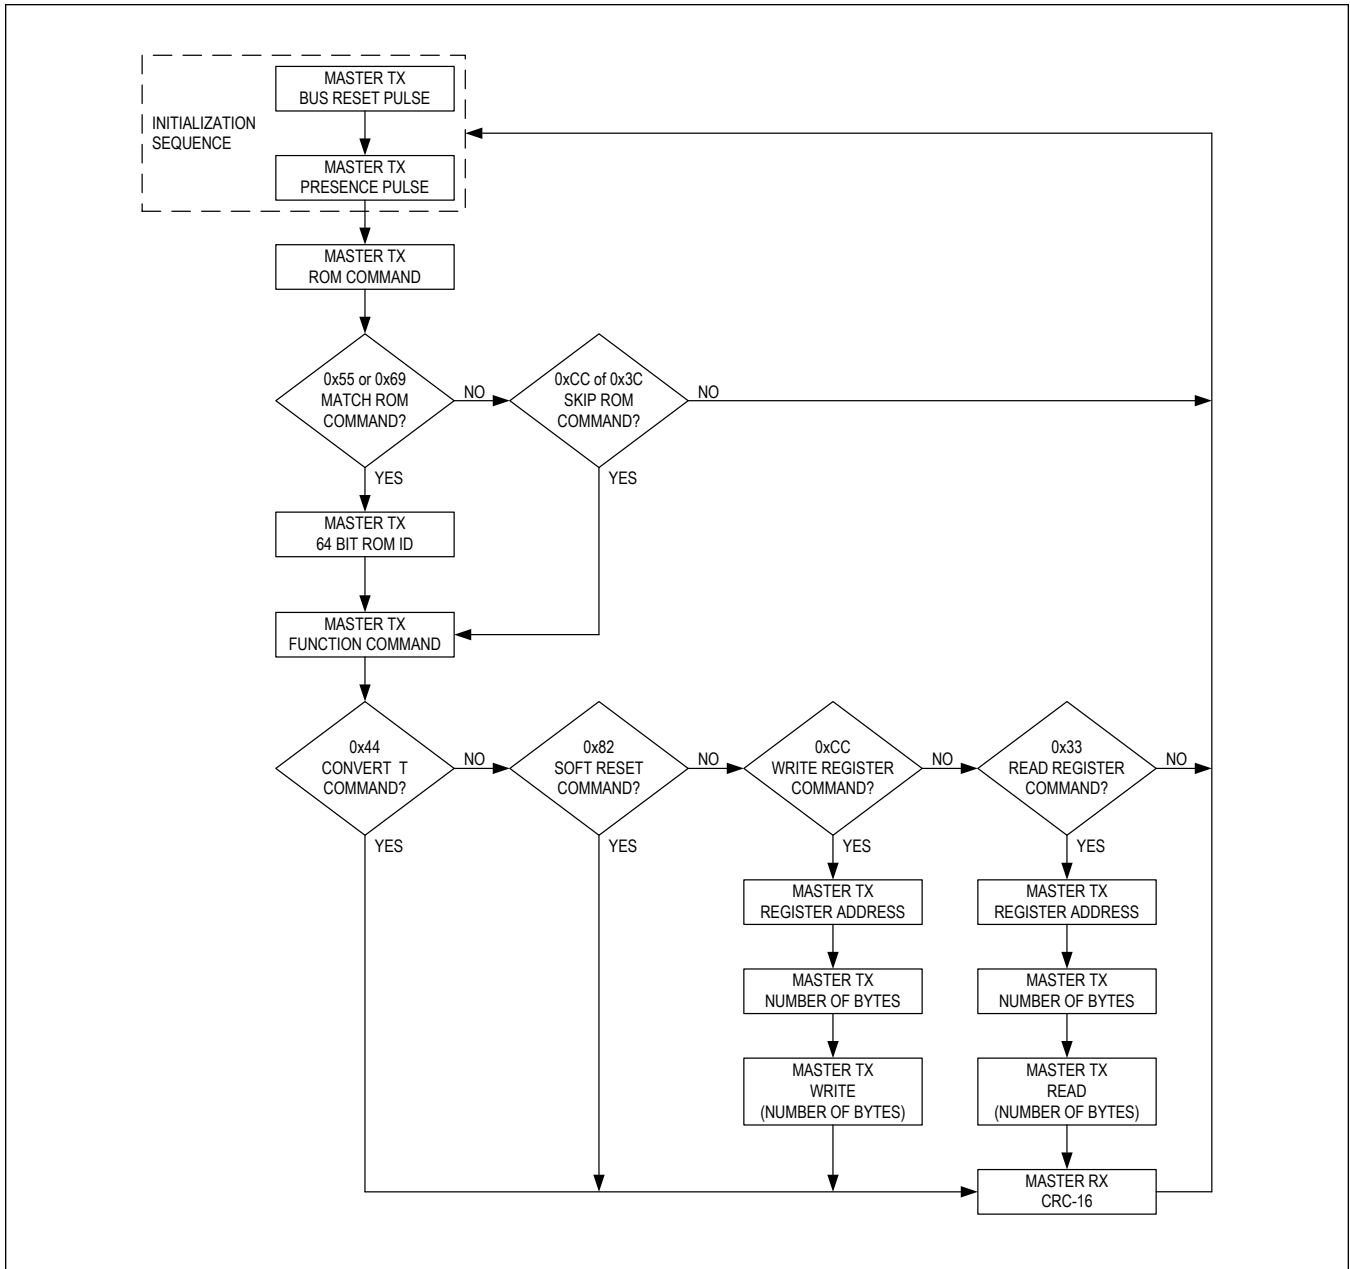 MASTER TX
BUS RESET PULSE
INITIALIZATION
SEQUENCE
MASTER TX
PRESENCE PULSE
MASTER TX
ROM COMMAND
0x55 or 0x69
MATCH ROM
COMMAND?
NO
YES
0xCC of 0x3C
SKIP ROM
COMMAND?
NO
YES
MASTER TX
64 BIT ROM ID
MASTER TX
FUNCTION COMMAND
0x44
CONVERT T
COMMAND?
NO
YES
0x82
SOFT RESET
COMMAND?
NO
YES
0xCC
WRITE REGISTER
COMMAND?
NO
YES
0x33
READ REGISTER
COMMAND?
NO
YES
MASTER TX
REGISTER ADDRESS
MASTER TX
NUMBER OF BYTES
MASTER TX
WRITE
(NUMBER OF BYTES)
MASTER TX
REGISTER ADDRESS
MASTER TX
NUMBER OF BYTES
MASTER TX
READ
(NUMBER OF BYTES)
MASTER RX
CRC-16